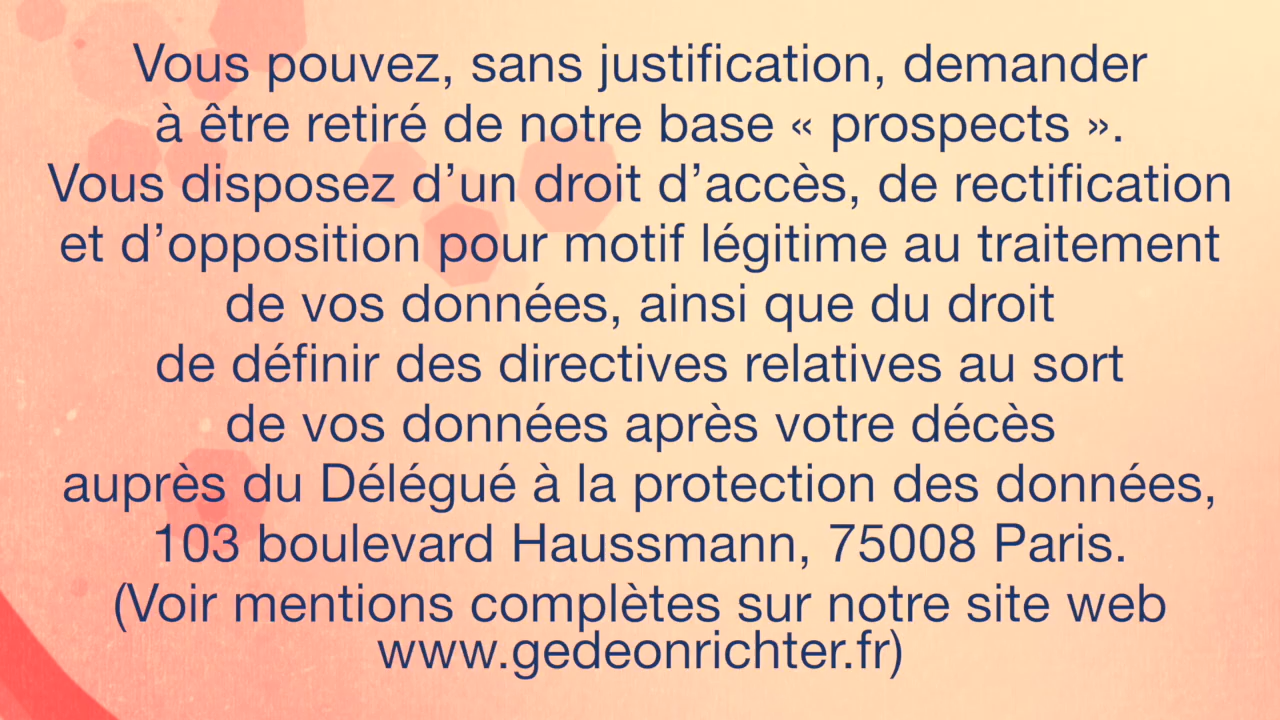 Vous pouvez, sans justification, demander
à être retiré de notre base « prospects ».
Vous disposez d’un droit d’accès, de rectification
et d’opposition pour motif légitime au traitement
de vos données, ainsi que du droit
de définir des directives relatives au sort
de vos données après votre décès
auprès du Délégué à la protection des données,
103 boulevard Haussmann, 75008 Paris.
(Voir mentions complètes sur notre site web
www.gedeonrichter.fr)